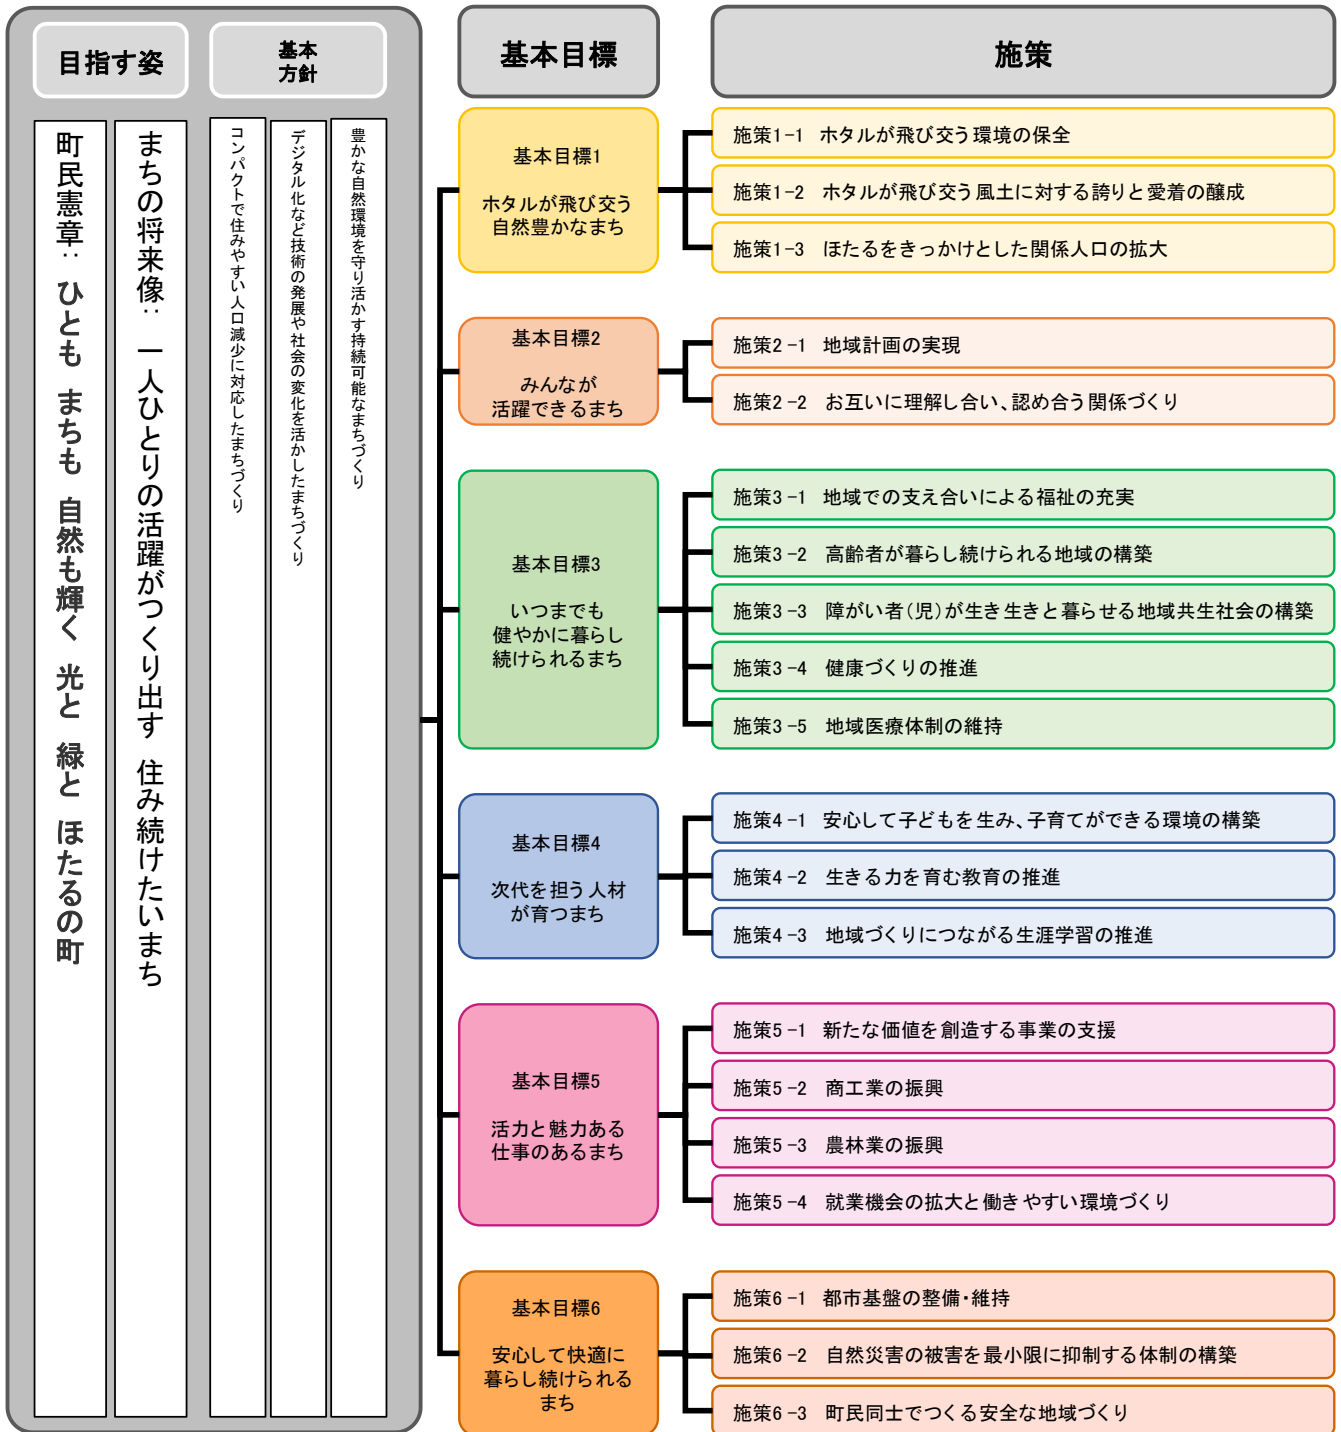 目指す姿
基本
方針
町民憲章： ひとも まちも 自然も輝く 光と 緑と ほたるの町
まちの将来像： 一人ひとりの活躍がつくり出す 住み続けたいまち
コンパクトで住みやすい人口減少に対応したまちづくり
デジタル化など技術の発展や社会の変化を活かしたまちづくり
豊かな自然環境を守り活かす持続可能なまちづくり
基本目標
施策
基本目標1
ホタルが飛び交う
自然豊かなまち
施策1-1 ホタルが飛び交う環境の保全
施策1-2 ホタルが飛び交う風土に対する誇りと愛着の醸成
施策1-3 ほたるをきっかけとした関係人口の拡大
基本目標2
みんなが
活躍できるまち
施策2-1 地域計画の実現
施策2-2 お互いに理解し合い、認め合う関係づくり
基本目標3
いつまでも
健やかに暮らし
続けられるまち
施策3-1 地域での支え合いによる福祉の充実
施策3-2 高齢者が暮らし続けられる地域の構築
施策3-3 障がい者(児)が生き生きと暮らせる地域共生社会の構築
施策3-4 健康づくりの推進
施策3-5 地域医療体制の維持
基本目標4
次代を担う人材
が育つまち
施策4-1 安心して子どもを生み、子育てができる環境の構築
施策4-2 生きる力を育む教育の推進
施策4-3 地域づくりにつながる生涯学習の推進
基本目標5
活力と魅力ある
仕事のあるまち
施策5-1 新たな価値を創造する事業の支援
施策5-2 商工業の振興
施策5-3 農林業の振興
施策5-4 就業機会の拡大と働きやすい環境づくり
基本目標6
安心して快適に
暮らし続けられる
まち
施策6-1 都市基盤の整備・維持
施策6-2 自然災害の被害を最小限に抑制する体制の構築
施策6-3 町民同士でつくる安全な地域づくり